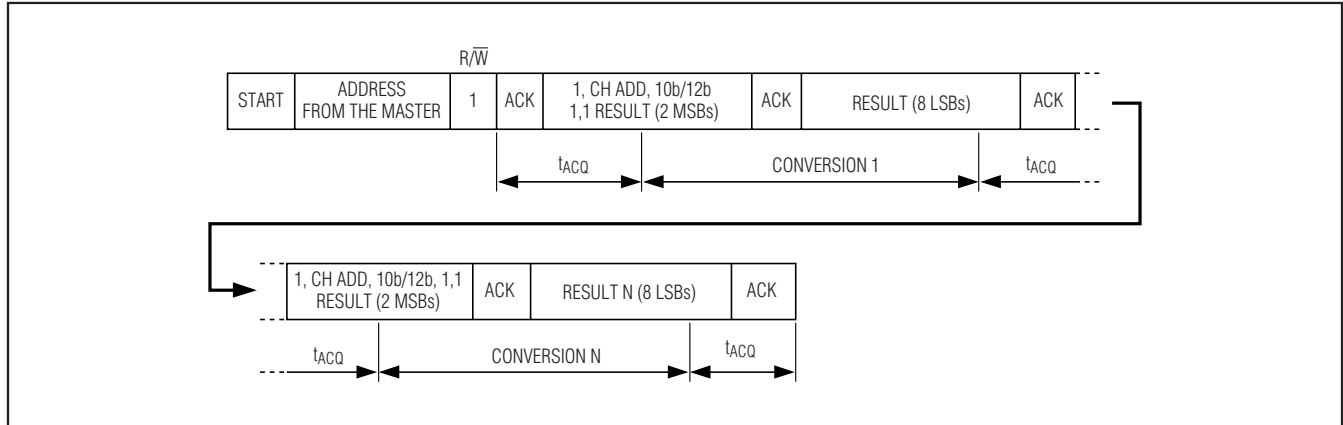 R/W̅
START
ADDRESS
FROM THE MASTER
1
ACK
1, CH ADD, 10b/12b
1,1 RESULT (2 MSBs)
ACK
RESULT (8 LSBs)
ACK
tACQ
CONVERSION 1
tACQ
1, CH ADD, 10b/12b, 1,1
RESULT (2 MSBs)
ACK
RESULT N (8 LSBs)
ACK
tACQ
CONVERSION N
tACQ